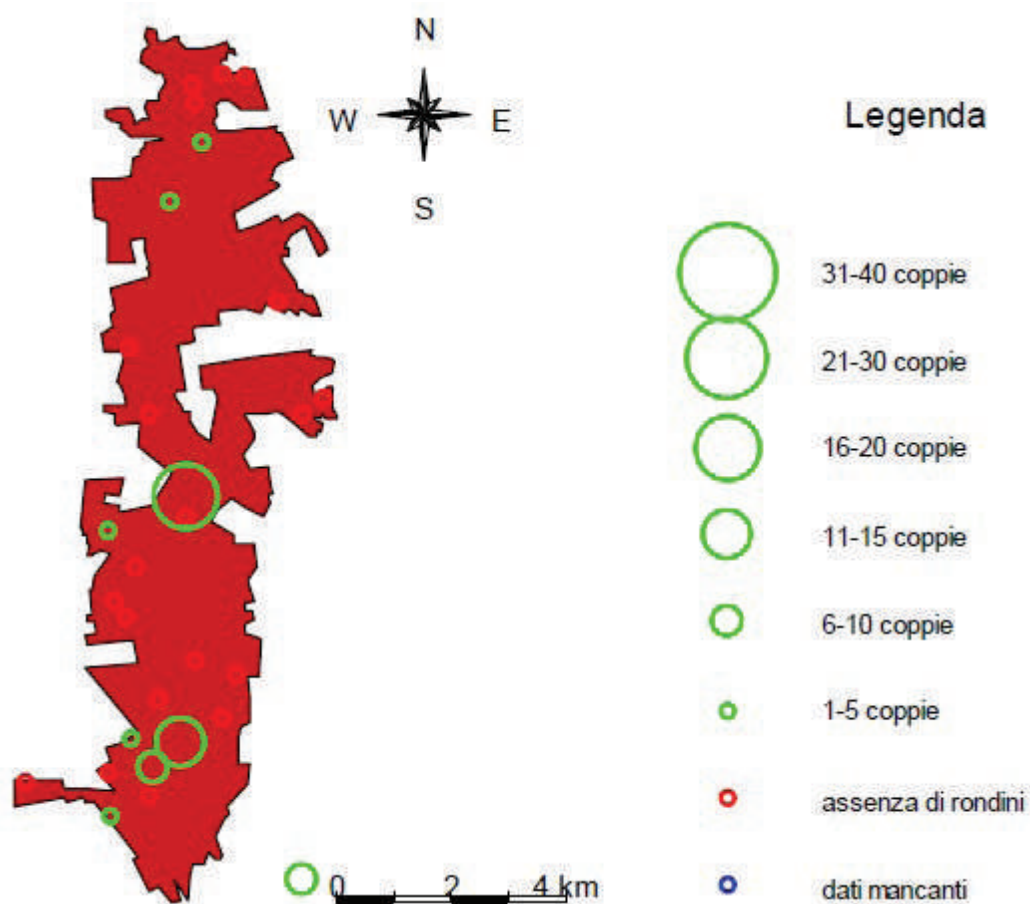 N
W E
S
Legenda
31-40 coppie
21-30 coppie
16-20 coppie
11-15 coppie
6-10 coppie
1-5 coppie
assenza di rondini
dati mancanti
0 2 4 km